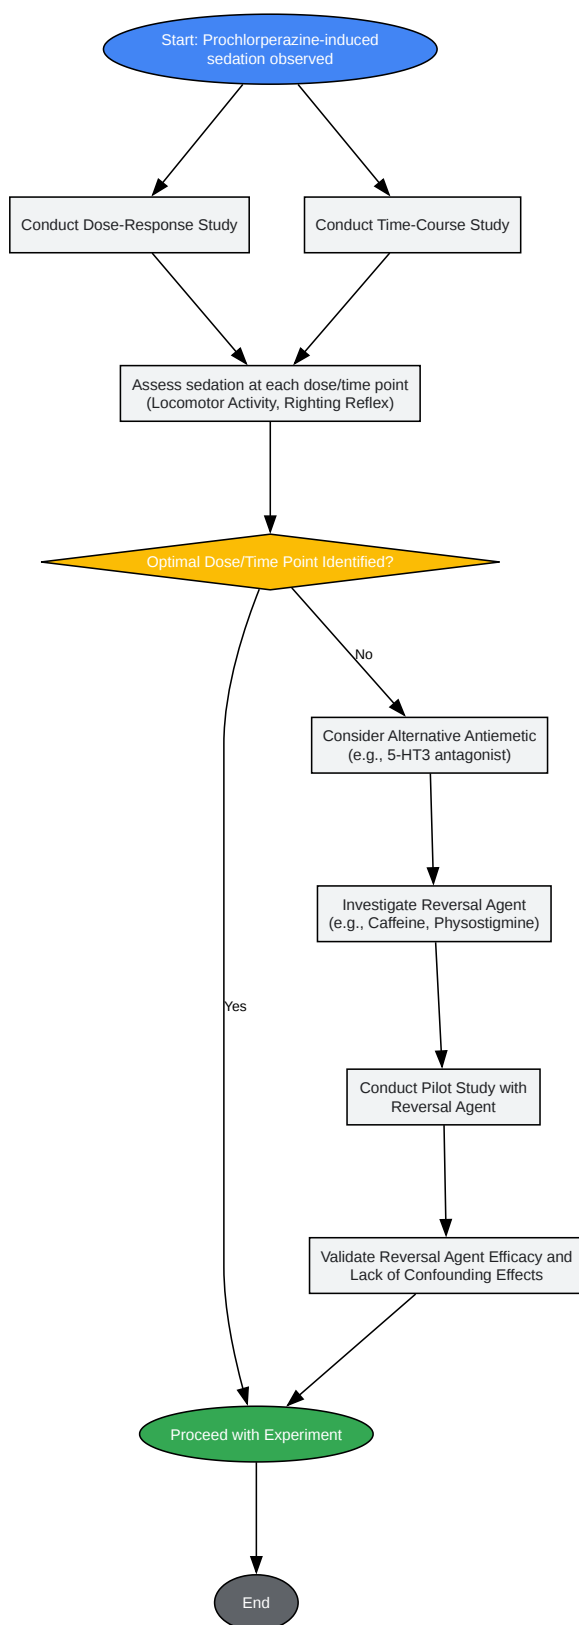 Start: Prochlorperazine-induced
sedation observed
Conduct Dose-Response Study
Conduct Time-Course Study
Assess sedation at each dose/time point
(Locomotor Activity, Righting Reflex)
Optimal Dose/Time Point Identified?
No
Consider Alternative Antiemetic
(e.g., 5-HT3 antagonist)
Investigate Reversal Agent
(e.g., Caffeine, Physostigmine)
Yes
Conduct Pilot Study with
Reversal Agent
Validate Reversal Agent Efficacy and
Lack of Confounding Effects
Proceed with Experiment
End